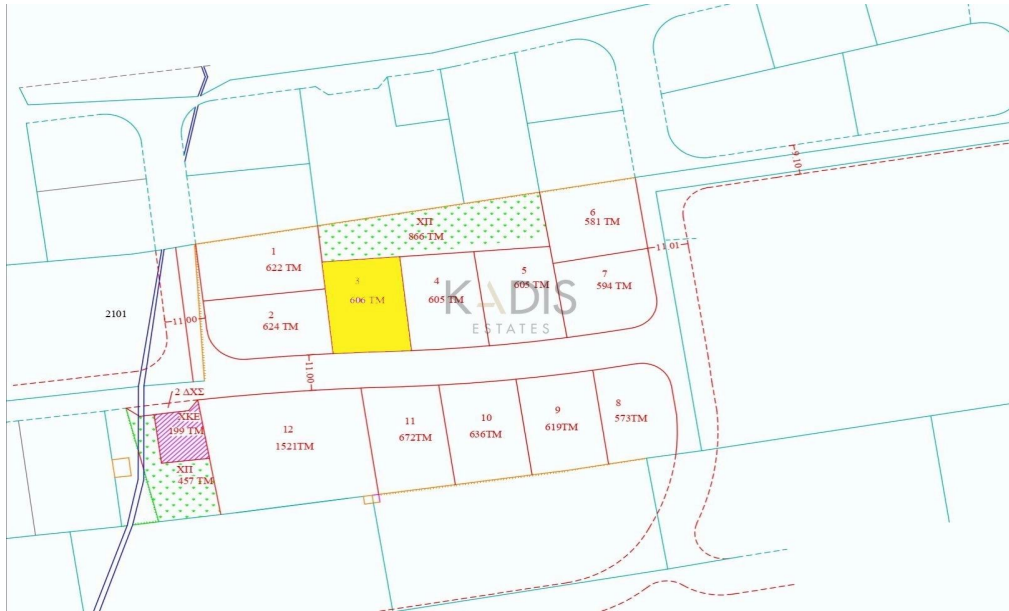 9.10
6
581 ΤΜ
ΧΠ
866 ΤΜ
1
622 ΤΜ
11.01
3
606 ΤΜ
4
605 ΤΜ
5
605 ΤΜ
7
594 ΤΜ
KADIS
ESTATES
2101
11.00
2
624 ΤΜ
11.00
2 ΔΧΣ
ΧΚΕ
199 ΤΜ
ΧΠ
457 ΤΜ
12
1521ΤΜ
11
672ΤΜ
10
636ΤΜ
9
619ΤΜ
8
573ΤΜ